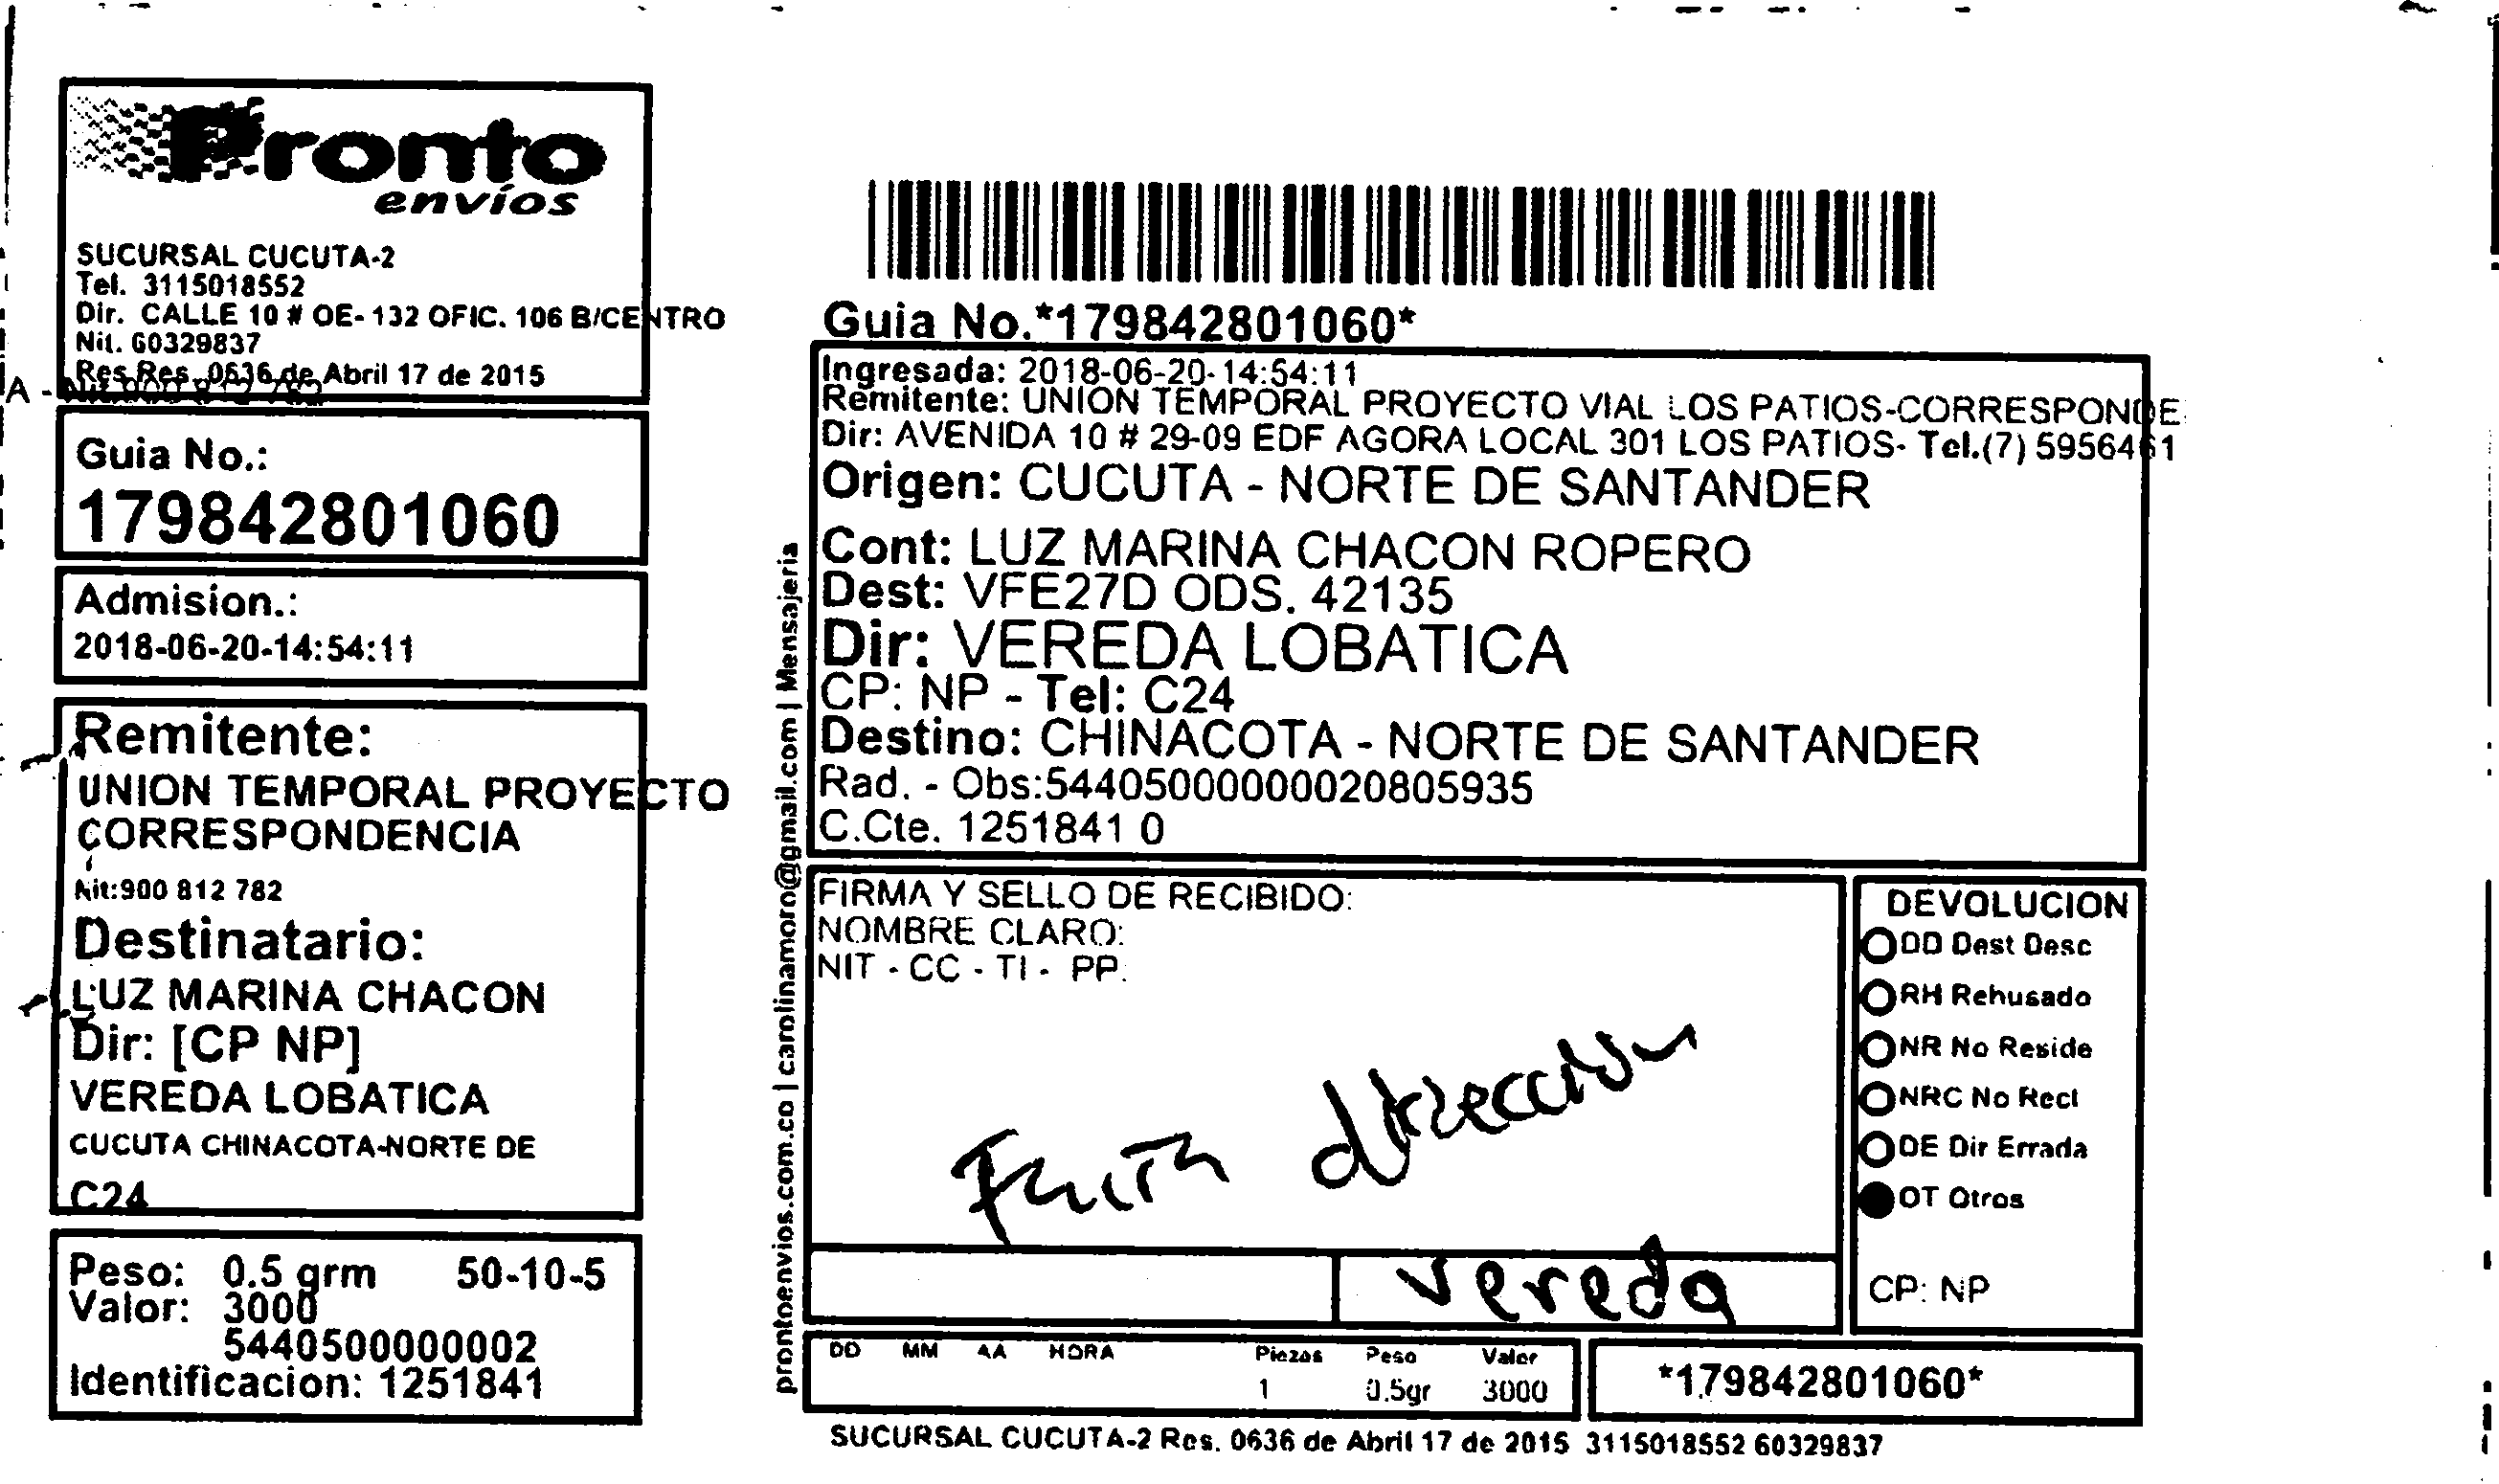 Pronto
envíos
SUCURSAL CUCUTA-2
Tel. 3115018552
Dir. CALLE 10 # OE-132 OFIC. 106 B/CENTRO
Nit. 60329837
Res Res. 0636 de Abril 17 de 2015
Guia No.:
179842801060
Admision.:
2018-06-20-14:54:11
Remitente:
UNION TEMPORAL PROYECTO
CORRESPONDENCIA
Nit:900 812 782
Destinatario:
LUZ MARINA CHACON
Dir: [CP NP]
VEREDA LOBATICA
CUCUTA CHINACOTA-NORTE DE
C24
Peso: 0.5 grm 50-10-5
Valor: 3000
5440500000002
Identificacion: 1251841
prontoenvios.com.co | carolinamoro@gmail.com | Mensajeria
Guia No.*179842801060*
Ingresada: 2018-06-20-14:54:11
Remitente: UNION TEMPORAL PROYECTO VIAL LOS PATIOS-CORRESPONDE
Dir: AVENIDA 10 # 29-09 EDF AGORA LOCAL 301 LOS PATIOS- Tel.(7) 5956461
Origen: CUCUTA - NORTE DE SANTANDER
Cont: LUZ MARINA CHACON ROPERO
Dest: VFE27D ODS. 42135
Dir: VEREDA LOBATICA
CP: NP - Tel: C24
Destino: CHINACOTA - NORTE DE SANTANDER
Rad. - Obs:544050000000020805935
C.Cte. 1251841 0
FIRMA Y SELLO DE RECIBIDO:
NOMBRE CLARO:
NIT - CC - TI - PP.
Falta dirección
vereda
DEVOLUCION
DD Dest Desc
RH Rehusado
NR No Reside
NRC No Recl
DE Dir Errada
OT Otros
CP: NP
DD MM AA HORA Piezas Peso Valor
1 0.5gr 3000
*179842801060*
SUCURSAL CUCUTA-2 Res. 0636 de Abril 17 de 2015 3115018552 60329837